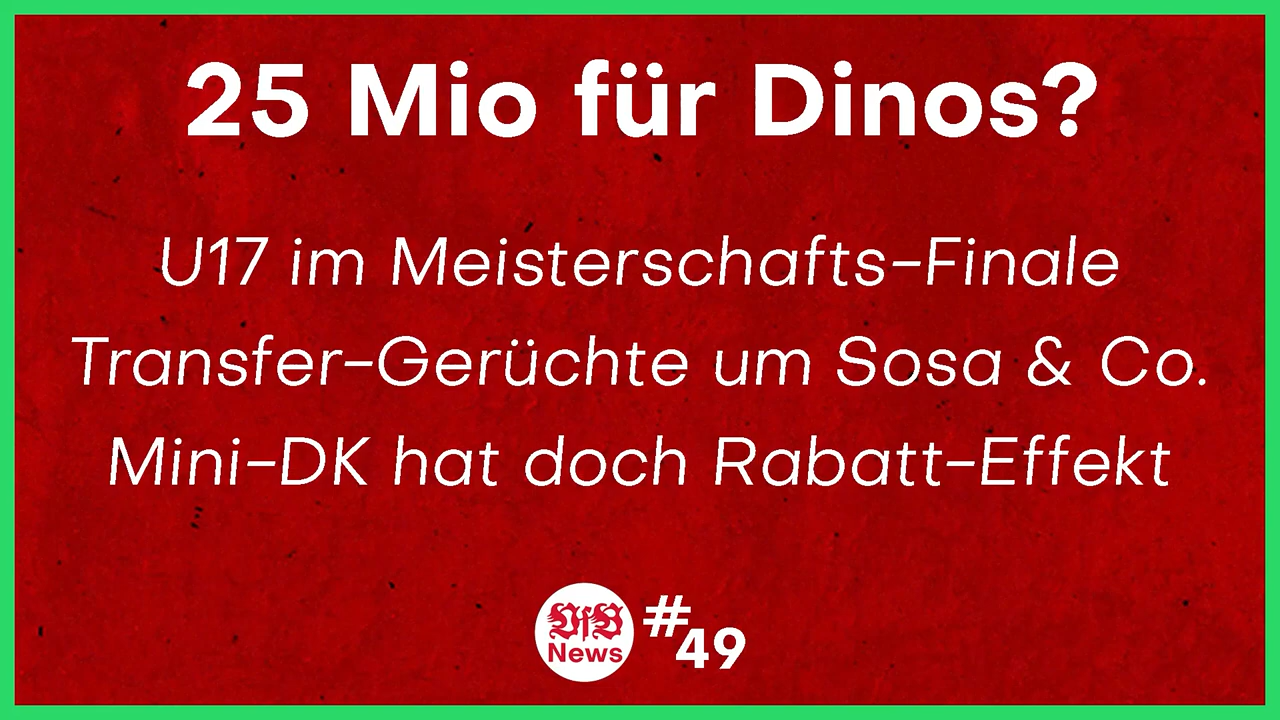 25 Mio für Dinos?
U17 im Meisterschafts-Finale
Transfer-Gerüchte um Sosa & Co.
Mini-DK hat doch Rabatt-Effekt
VfB
News
#49